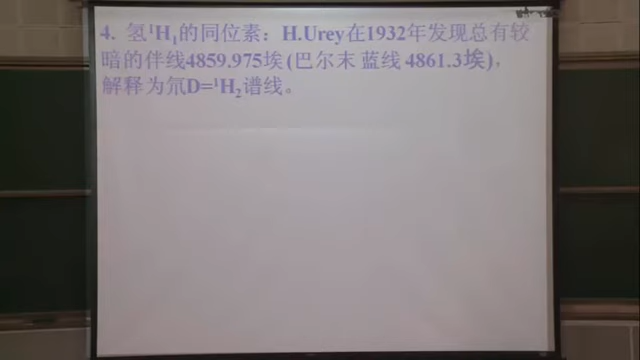 4. 氢¹H₁的同位素：H.Urey在1932年发现总有较
暗的伴线4859.975埃(巴尔末 蓝线 4861.3埃)，
解释为氘D=¹H₂谱线。